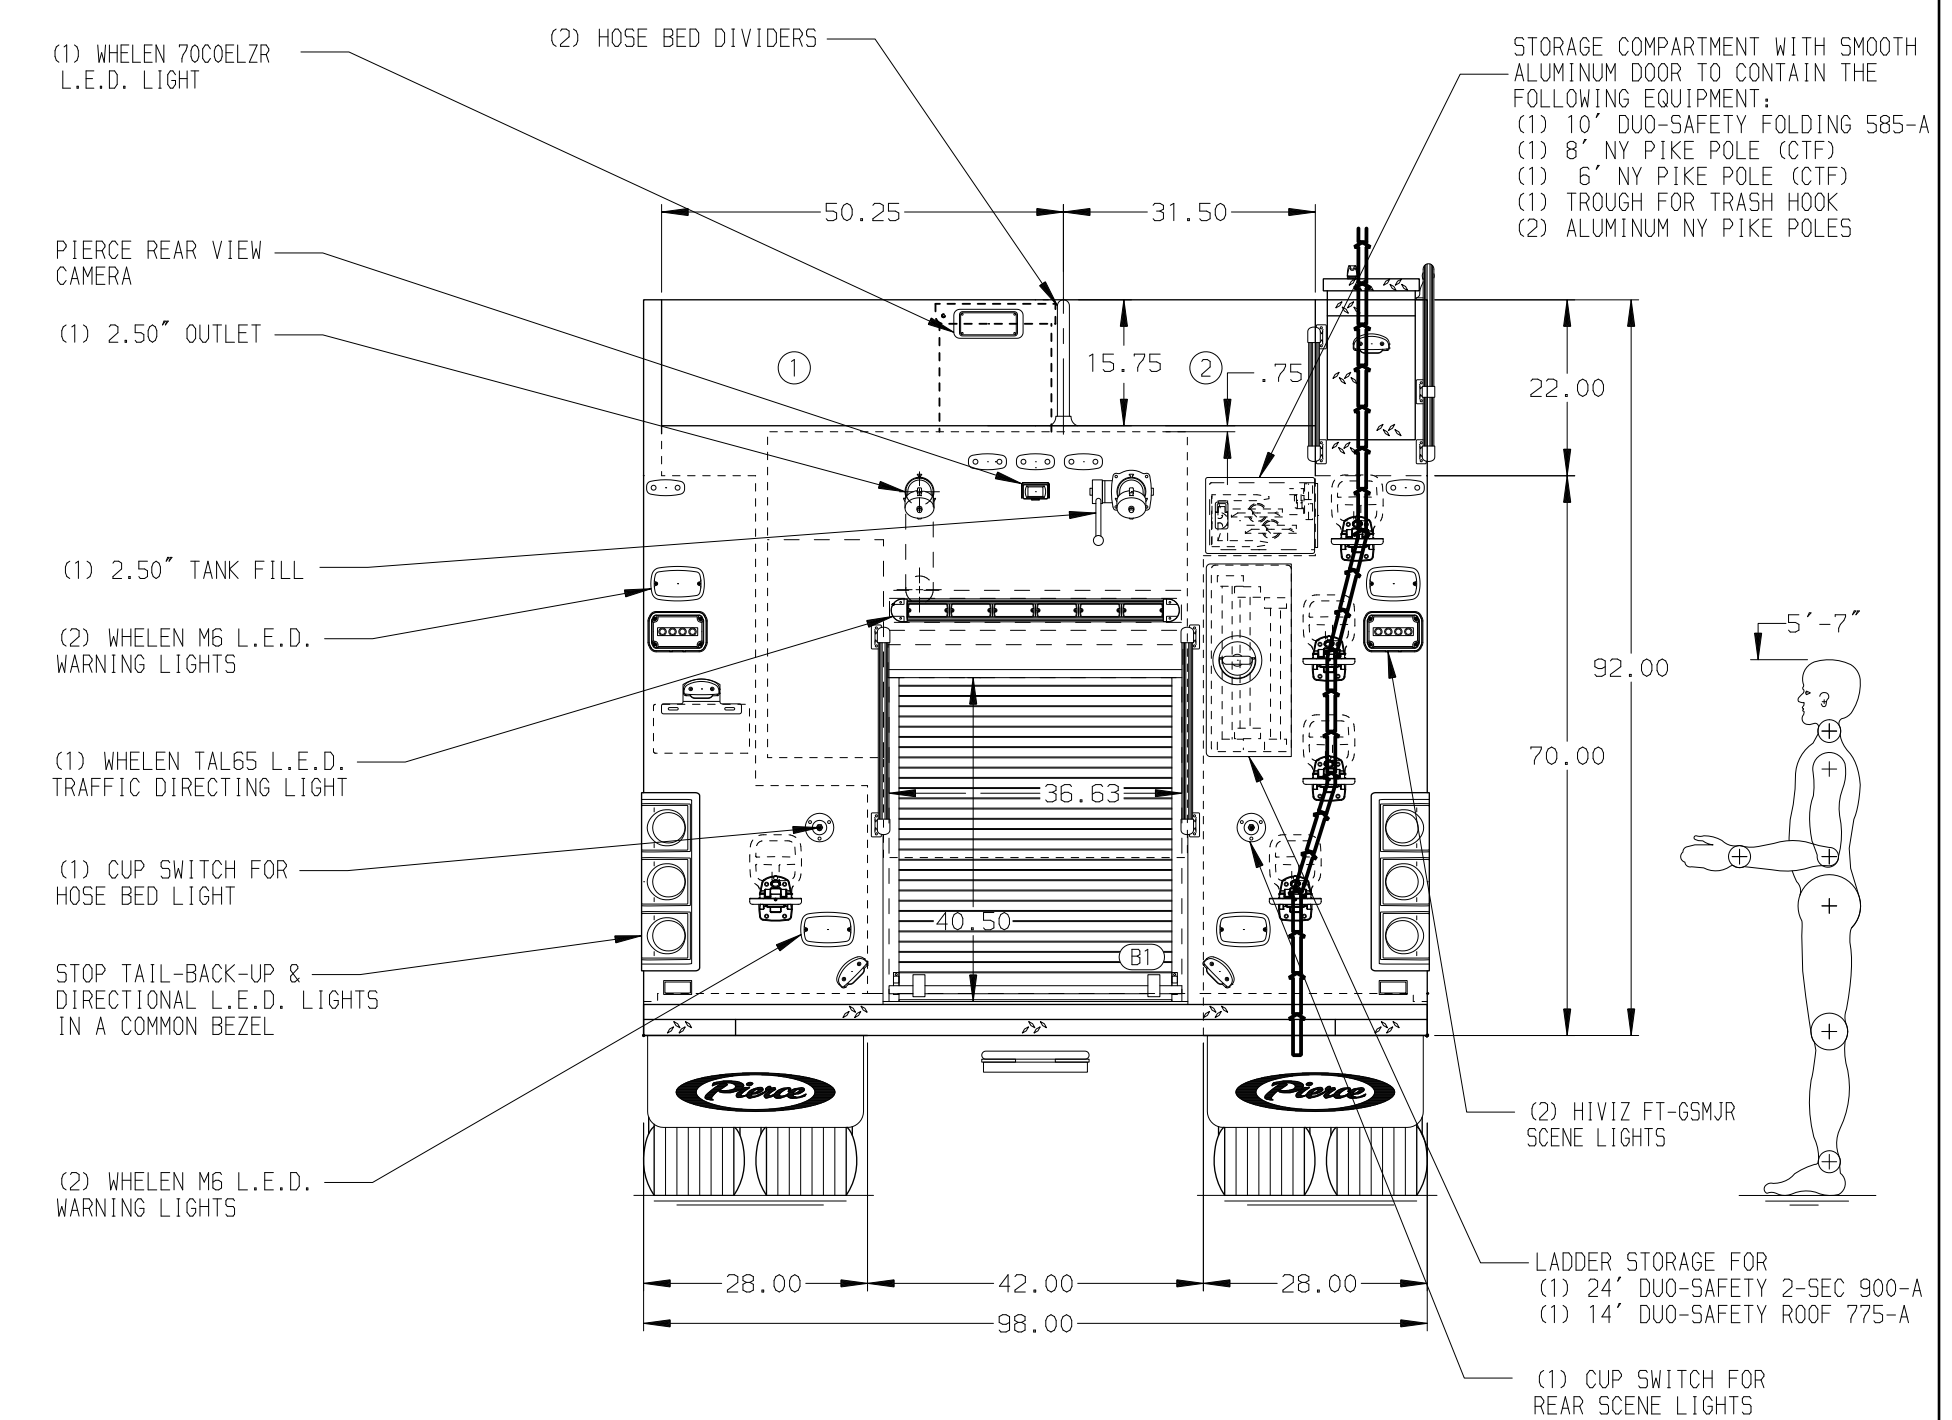 (1) WHELEN 70C0ELZR
L.E.D. LIGHT
(2) HOSE BED DIVIDERS
STORAGE COMPARTMENT WITH SMOOTH
ALUMINUM DOOR TO CONTAIN THE
FOLLOWING EQUIPMENT:
(1) 10' DUO-SAFETY FOLDING 585-A
(1) 8' NY PIKE POLE (CTF)
(1) 6' NY PIKE POLE (CTF)
(1) TROUGH FOR TRASH HOOK
(2) ALUMINUM NY PIKE POLES
50.25
31.50
PIERCE REAR VIEW
CAMERA
(1) 2.50" OUTLET
1
15.75
2
.75
22.00
(1) 2.50" TANK FILL
(2) WHELEN M6 L.E.D.
WARNING LIGHTS
5'-7"
92.00
70.00
(1) WHELEN TAL65 L.E.D.
TRAFFIC DIRECTING LIGHT
36.63
(1) CUP SWITCH FOR
HOSE BED LIGHT
40.50
B1
STOP TAIL-BACK-UP &
DIRECTIONAL L.E.D. LIGHTS
IN A COMMON BEZEL
Pierce
Pierce
(2) HIVIZ FT-GSMJR
SCENE LIGHTS
(2) WHELEN M6 L.E.D.
WARNING LIGHTS
28.00
42.00
28.00
98.00
LADDER STORAGE FOR
(1) 24' DUO-SAFETY 2-SEC 900-A
(1) 14' DUO-SAFETY ROOF 775-A
(1) CUP SWITCH FOR
REAR SCENE LIGHTS